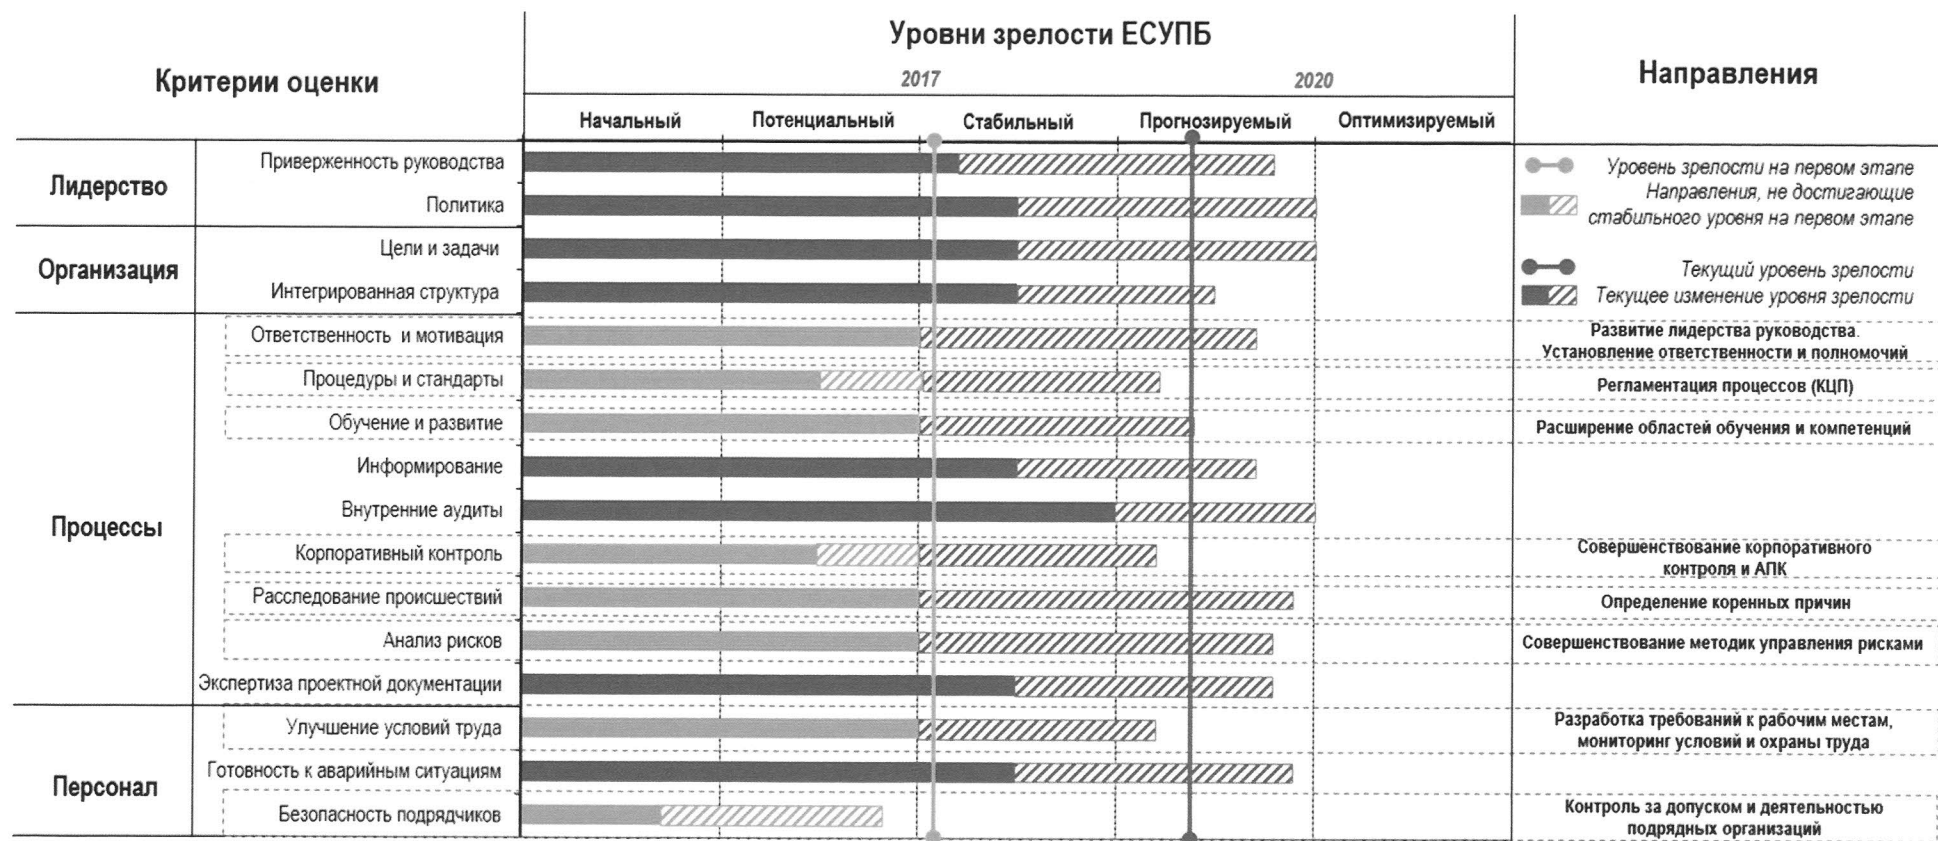 Уровни зрелости ЕСУПБ
Критерии оценки
2017
2020
Направления
Начальный
Потенциальный
Стабильный
Прогнозируемый
Оптимизируемый
Лидерство
Приверженность руководства
Политика
Организация
Цели и задачи
Интегрированная структура
Процессы
Ответственность и мотивация
Процедуры и стандарты
Обучение и развитие
Информирование
Внутренние аудиты
Корпоративный контроль
Расследование происшествий
Анализ рисков
Экспертиза проектной документации
Персонал
Улучшение условий труда
Готовность к аварийным ситуациям
Безопасность подрядчиков
Уровень зрелости на первом этапе
Направления, не достигающие
стабильного уровня на первом этапе
Текущий уровень зрелости
Текущее изменение уровня зрелости
Развитие лидерства руководства.
Установление ответственности и полномочий
Регламентация процессов (КЦП)
Расширение областей обучения и компетенций
Совершенствование корпоративного
контроля и АПК
Определение коренных причин
Совершенствование методик управления рисками
Разработка требований к рабочим местам,
мониторинг условий и охраны труда
Контроль за допуском и деятельностью
подрядных организаций